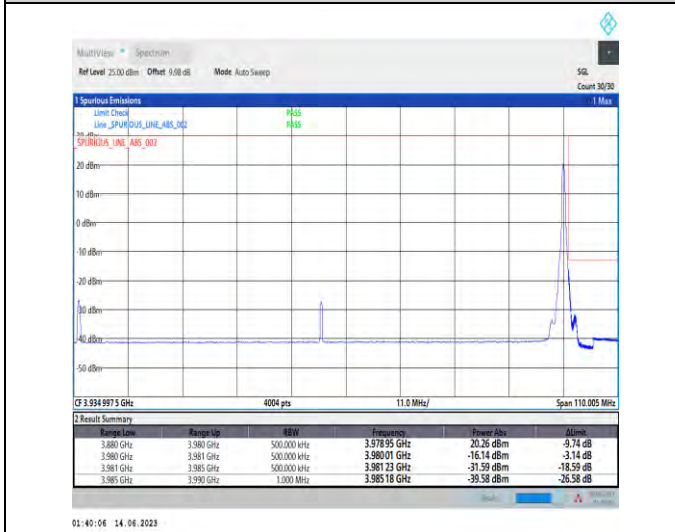 MultiView Spectrum
Ref Level 25.00 dBm Offset 9.98 dB Mode Auto Sweep SGL
Count 30/30
1 Spurious Emissions 1 Max
Limit Check PASS
Line _SPURIOUS_LINE_ABS_002 PASS
30 dBm
_SPURIOUS_LINE_ABS_002
20 dBm
10 dBm
0 dBm
-10 dBm
-20 dBm
-30 dBm
-40 dBm
-50 dBm
CF 3.934 997 5 GHz 4004 pts 11.0 MHz/ Span 110.005 MHz
2 Result Summary
Range Low Range Up RBW Frequency Power Abs ΔLimit
3.880 GHz 3.980 GHz 500.000 kHz 3.978 95 GHz 20.26 dBm -9.74 dB
3.980 GHz 3.981 GHz 500.000 kHz 3.980 01 GHz -16.14 dBm -3.14 dB
3.981 GHz 3.985 GHz 500.000 kHz 3.981 23 GHz -31.59 dBm -18.59 dB
3.985 GHz 3.990 GHz 1.000 MHz 3.985 18 GHz -39.58 dBm -26.58 dB
01:40:06 14.06.2023